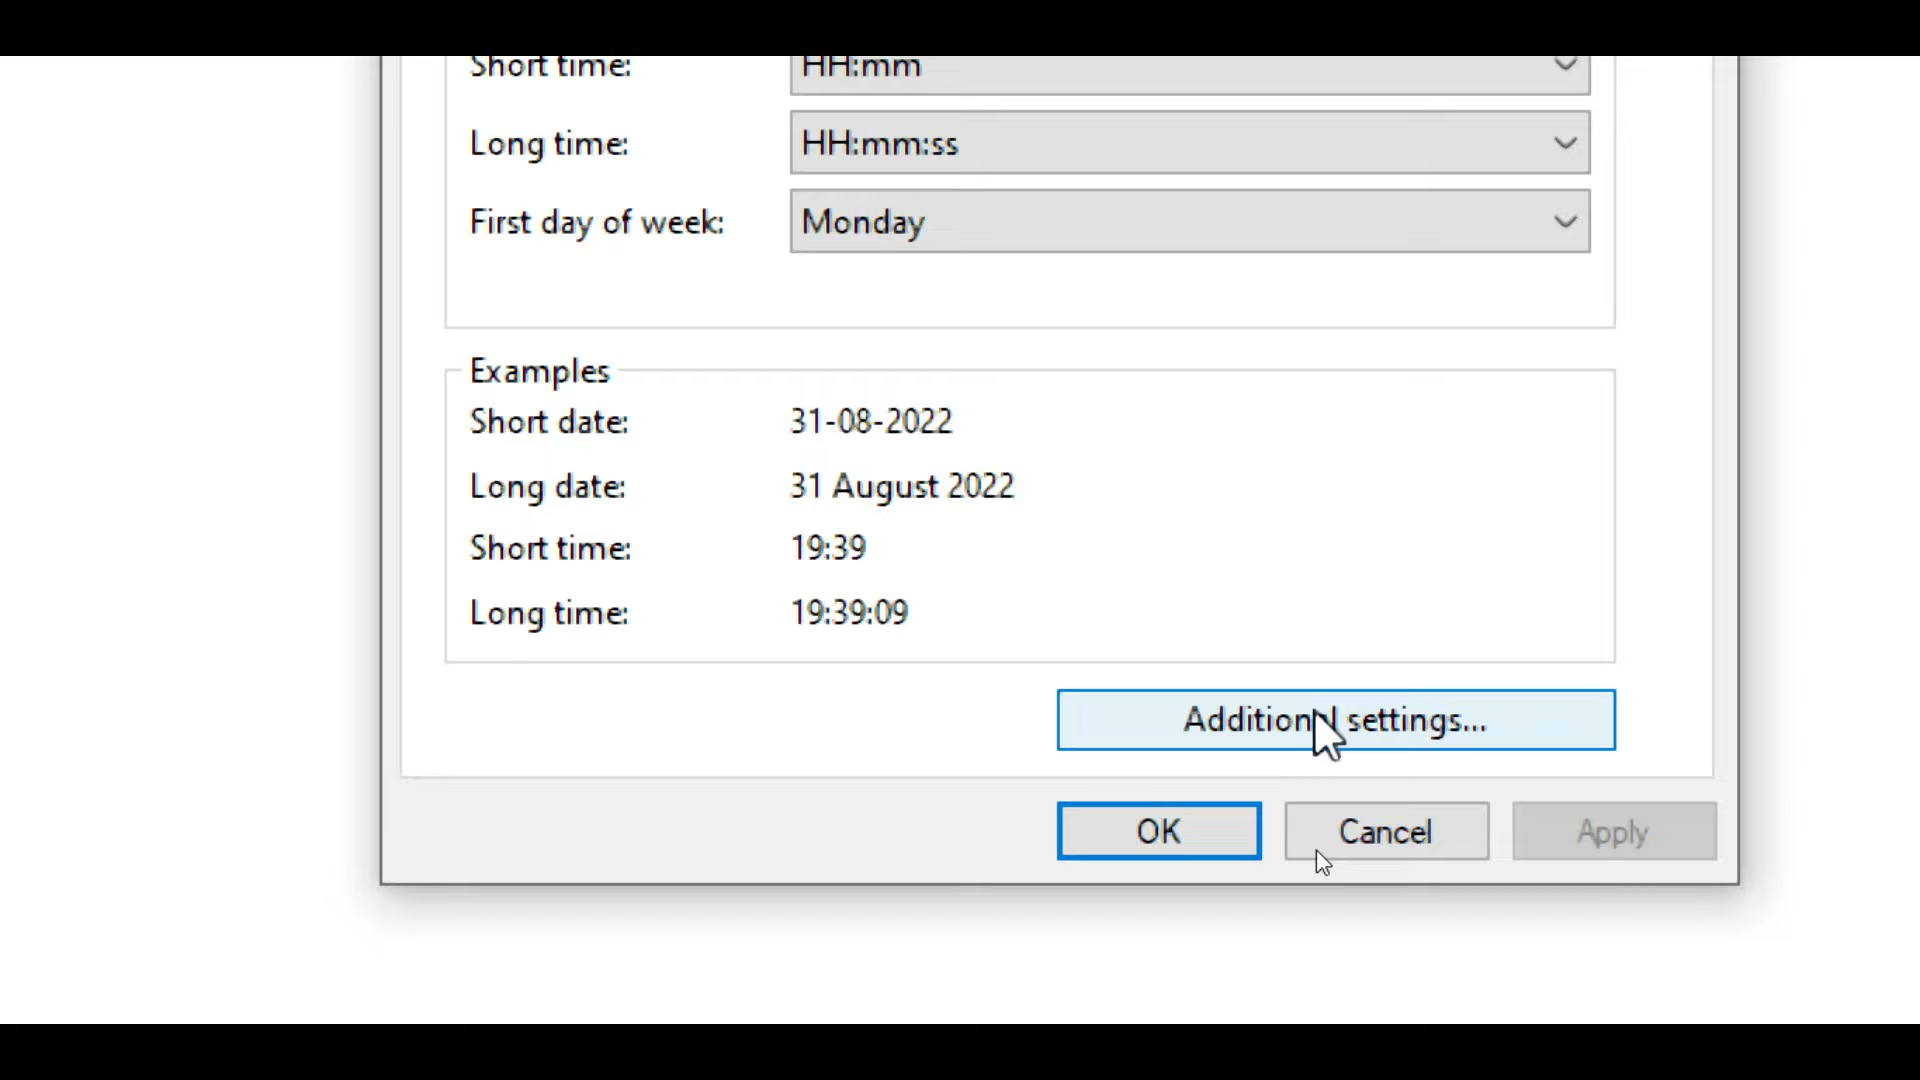 Short time: HH:mm
Long time: HH:mm:ss
First day of week: Monday
Examples
Short date: 31-08-2022
Long date: 31 August 2022
Short time: 19:39
Long time: 19:39:09
Additional settings...
OK Cancel Apply